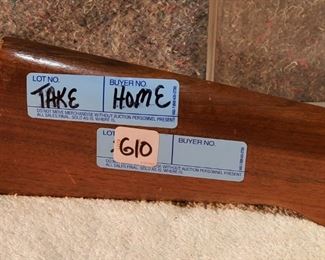 LOT NO. BUYER NO.
TAKE HOME
DO NOT MOVE MERCHANDISE WITHOUT AUCTION PERSONNEL PRESENT
ALL SALES FINAL. SOLD AS IS WHERE IS.
LOT BUYER NO.
610
DO NOT MOVE MERCHANDISE WITHOUT AUCTION PERSONNEL PRESENT
ALL SALES FINAL. SOLD AS IS. WHERE IS.